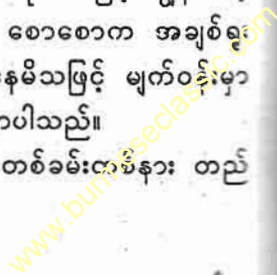 စောစောက အချစ်ရူး
နေမိသဖြင့် မျက်ဝန်းမှာ
ပါသည်။
တစ်ခမ်းတစ်နား တည်
www.burmeseclassic.com